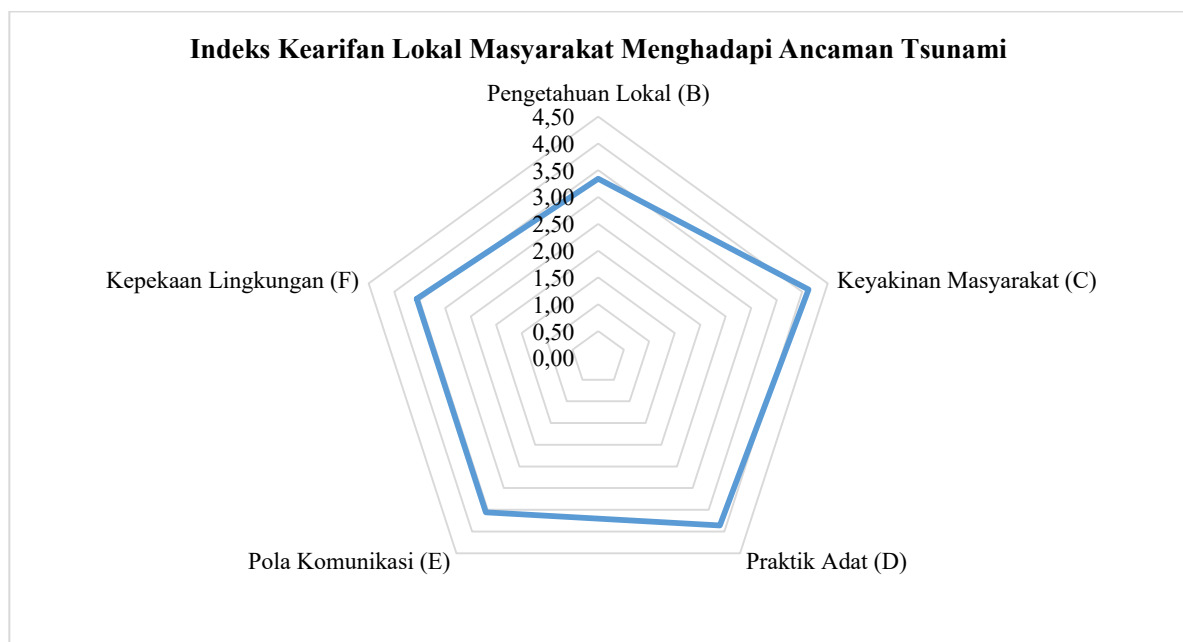 Indeks Kearifan Lokal Masyarakat Menghadapi Ancaman Tsunami
Pengetahuan Lokal (B)
4,50
4,00
3,50
3,00
2,50
2,00
1,50
1,00
0,50
0,00
Kepekaan Lingkungan (F)
Keyakinan Masyarakat (C)
Pola Komunikasi (E)
Praktik Adat (D)